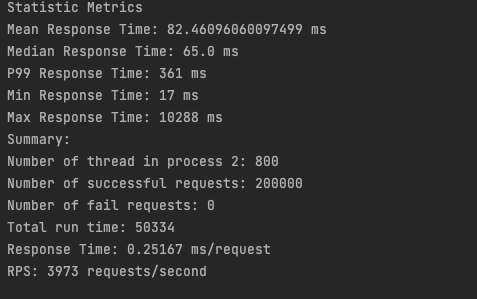 Statistic Metrics
Mean Response Time: 82.46096060097499 ms
Median Response Time: 65.0 ms
P99 Response Time: 361 ms
Min Response Time: 17 ms
Max Response Time: 10288 ms
Summary:
Number of thread in process 2: 800
Number of successful requests: 200000
Number of fail requests: 0
Total run time: 50334
Response Time: 0.25167 ms/request
RPS: 3973 requests/second